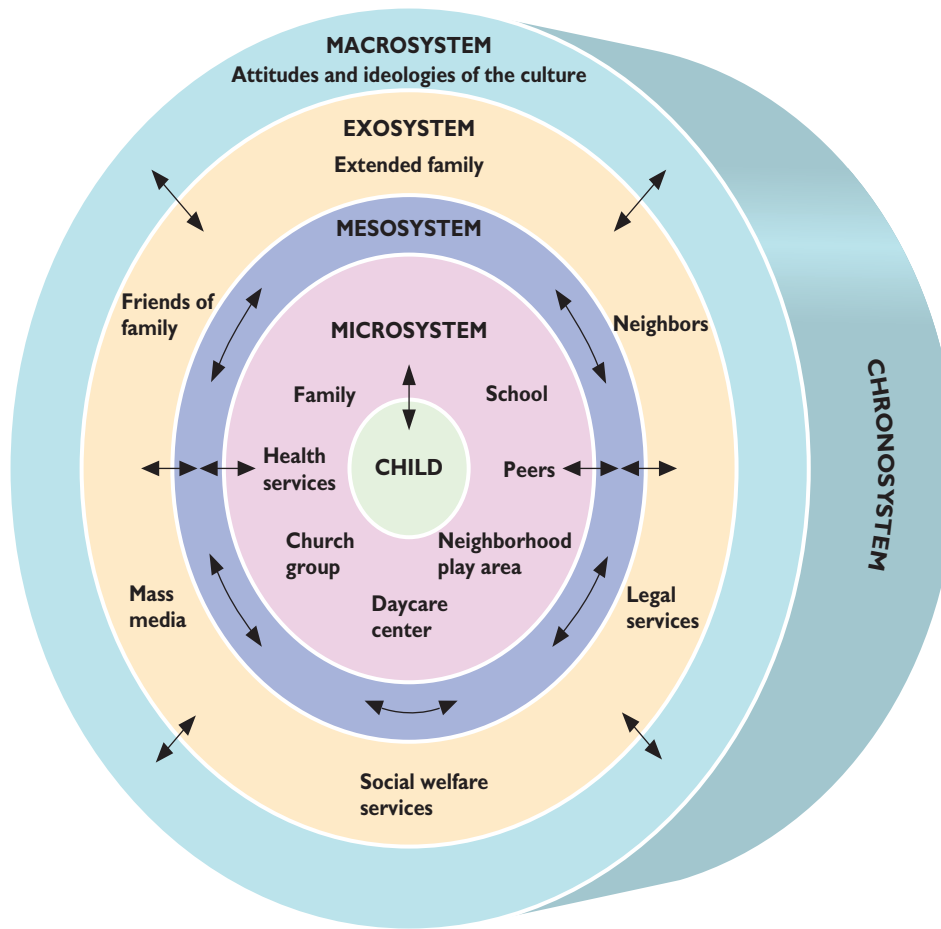 MACROSYSTEM
Attitudes and ideologies of the culture
EXOSYSTEM
Extended family
MESOSYSTEM
Friends of
family
Neighbors
MICROSYSTEM
Family
School
Health
services
CHILD
Peers
Church
group
Neighborhood
play area
Daycare
center
Mass
media
Legal
services
Social welfare
services
CHRONOSYSTEM